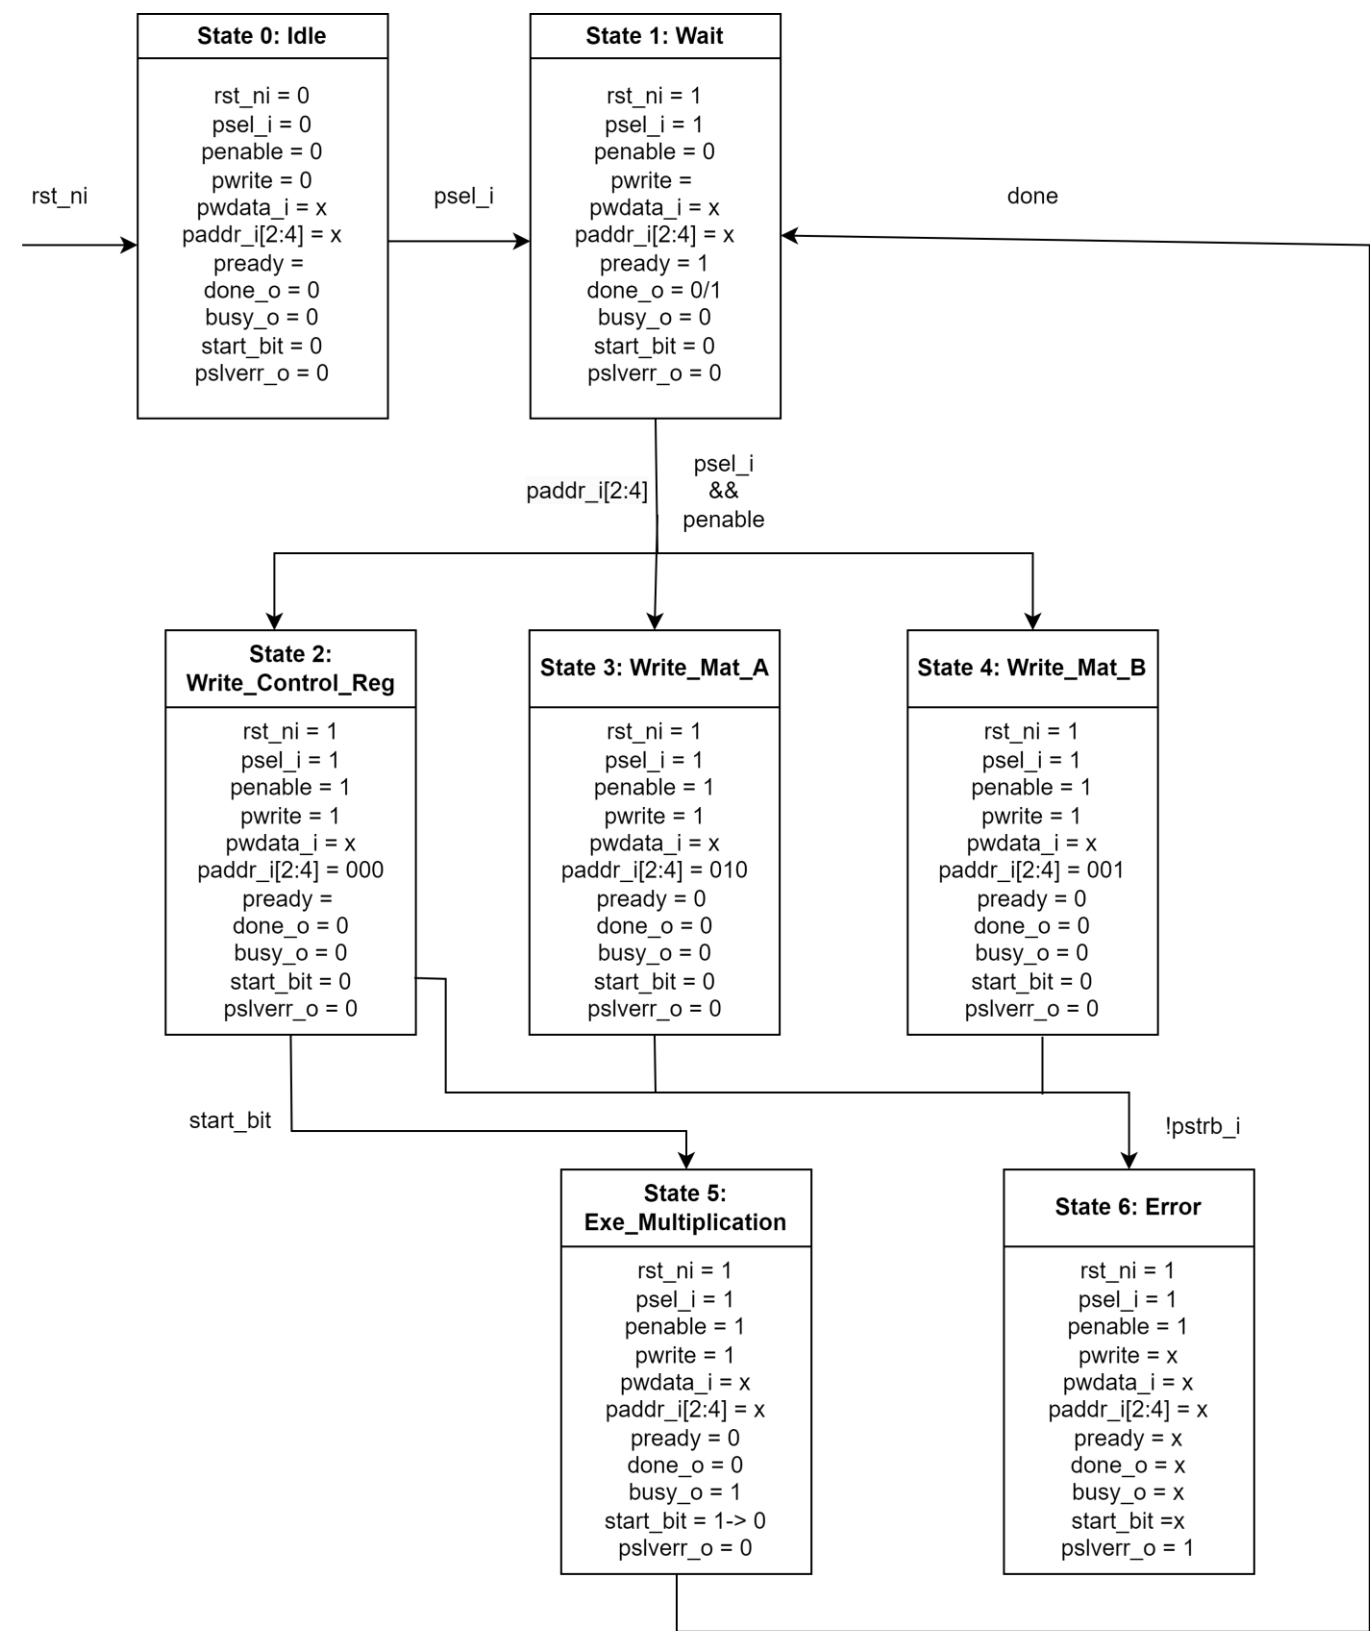 State 0: Idle
rst_ni = 0
psel_i = 0
penable = 0
pwrite = 0
pwdata_i = x
paddr_i[2:4] = x
pready =
done_o = 0
busy_o = 0
start_bit = 0
pslverr_o = 0
State 1: Wait
rst_ni = 1
psel_i = 1
penable = 0
pwrite =
pwdata_i = x
paddr_i[2:4] = x
pready = 1
done_o = 0/1
busy_o = 0
start_bit = 0
pslverr_o = 0
rst_ni
psel_i
done
paddr_i[2:4]
psel_i
&&
penable
State 2:
Write_Control_Reg
rst_ni = 1
psel_i = 1
penable = 1
pwrite = 1
pwdata_i = x
paddr_i[2:4] = 000
pready =
done_o = 0
busy_o = 0
start_bit = 0
pslverr_o = 0
State 3: Write_Mat_A
rst_ni = 1
psel_i = 1
penable = 1
pwrite = 1
pwdata_i = x
paddr_i[2:4] = 010
pready = 0
done_o = 0
busy_o = 0
start_bit = 0
pslverr_o = 0
State 4: Write_Mat_B
rst_ni = 1
psel_i = 1
penable = 1
pwrite = 1
pwdata_i = x
paddr_i[2:4] = 001
pready = 0
done_o = 0
busy_o = 0
start_bit = 0
pslverr_o = 0
start_bit
!pstrb_i
State 5:
Exe_Multiplication
rst_ni = 1
psel_i = 1
penable = 1
pwrite = 1
pwdata_i = x
paddr_i[2:4] = x
pready = 0
done_o = 0
busy_o = 1
start_bit = 1-> 0
pslverr_o = 0
State 6: Error
rst_ni = 1
psel_i = 1
penable = 1
pwrite = x
pwdata_i = x
paddr_i[2:4] = x
pready = x
done_o = x
busy_o = x
start_bit =x
pslverr_o = 1